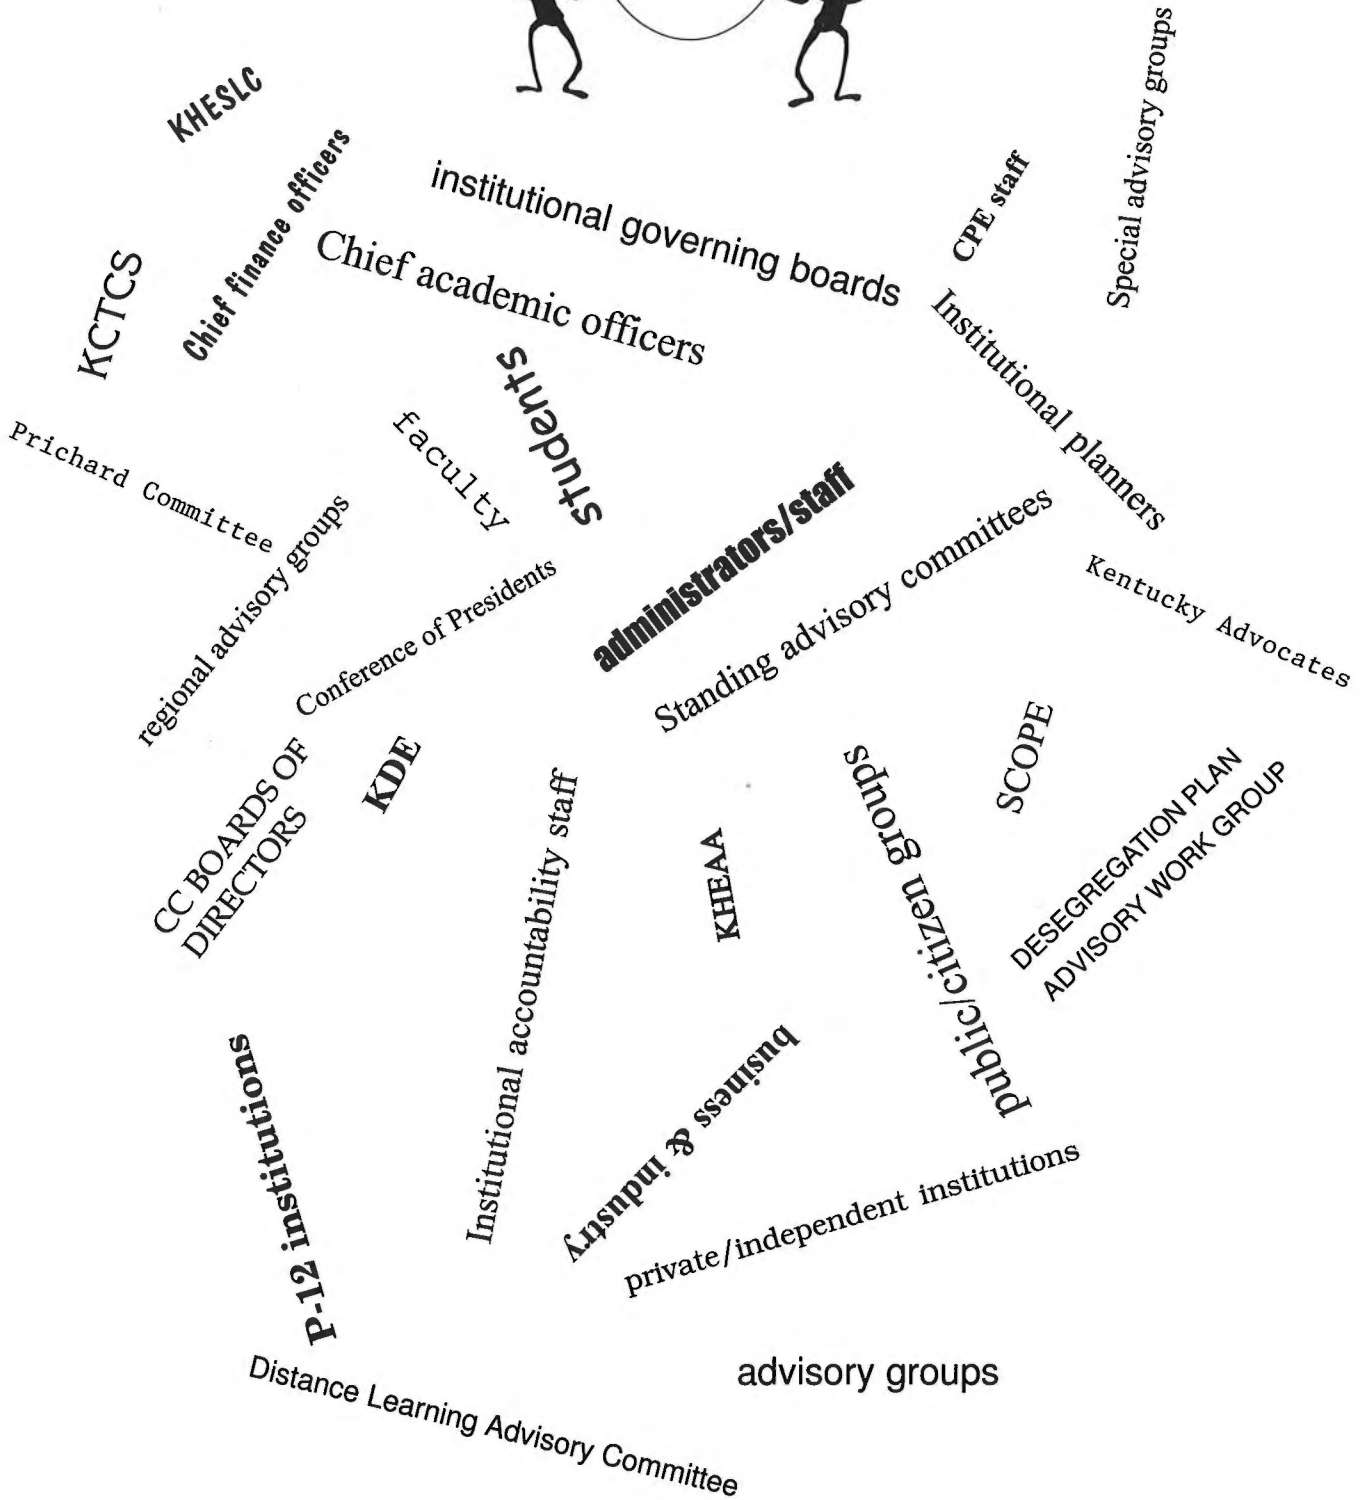 Special advisory groups
KHESLC
Chief finance officers
institutional governing boards
CPE staff
Chief academic officers
KCTCS
Institutional planners
students
Prichard Committee
faculty
administrators/staff
regional advisory groups
Standing advisory committees
Conference of Presidents
Kentucky Advocates
SCOPE
CC BOARDS OF
DIRECTORS
KDE
Institutional accountability staff
public/citizen groups
DESEGREGATION PLAN
ADVISORY WORK GROUP
KHEAA
business & industry
P-12 institutions
private/independent institutions
advisory groups
Distance Learning Advisory Committee